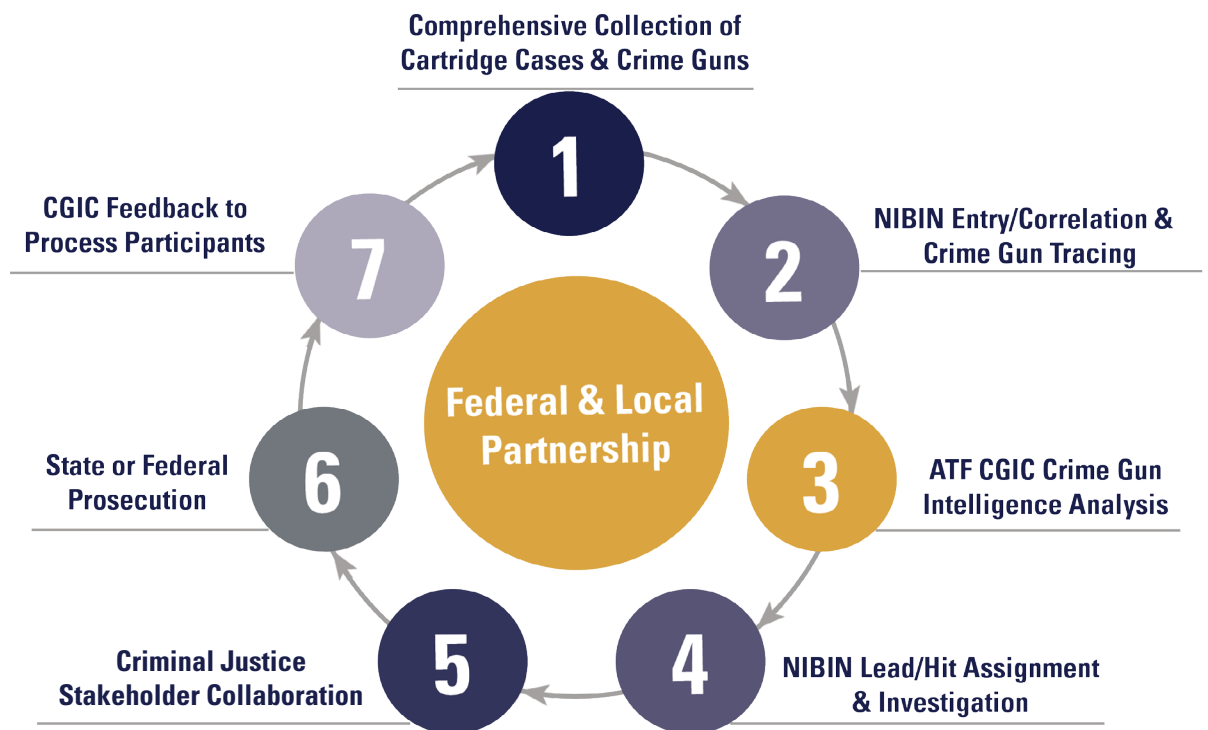 Comprehensive Collection of
Cartridge Cases & Crime Guns
1
2
NIBIN Entry/Correlation &
Crime Gun Tracing
3
ATF CGIC Crime Gun
Intelligence Analysis
4
NIBIN Lead/Hit Assignment
& Investigation
5
Criminal Justice
Stakeholder Collaboration
6
State or Federal
Prosecution
7
CGIC Feedback to
Process Participants
Federal & Local
Partnership